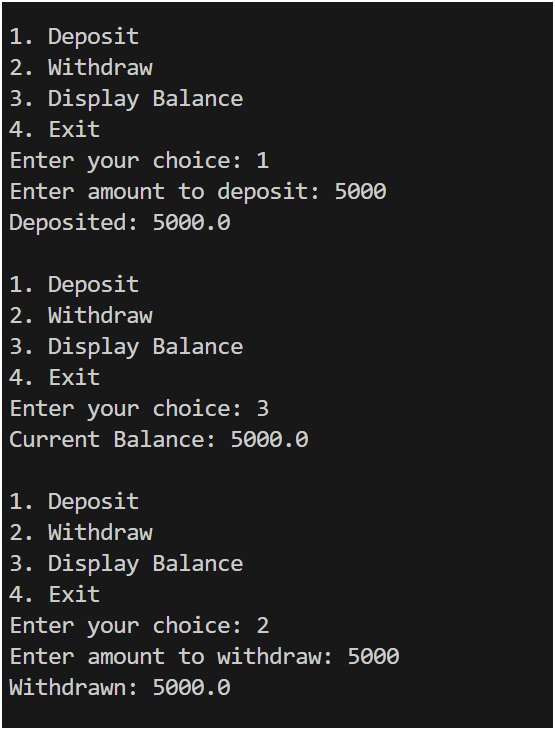 1. Deposit
2. Withdraw
3. Display Balance
4. Exit
Enter your choice: 1
Enter amount to deposit: 5000
Deposited: 5000.0
1. Deposit
2. Withdraw
3. Display Balance
4. Exit
Enter your choice: 3
Current Balance: 5000.0
1. Deposit
2. Withdraw
3. Display Balance
4. Exit
Enter your choice: 2
Enter amount to withdraw: 5000
Withdrawn: 5000.0